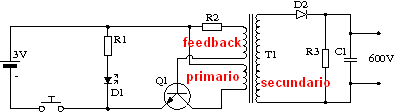 D2
R2
feedback
3V
R1
T1
R3
C1
600V
primario
Q1
secundario
D1